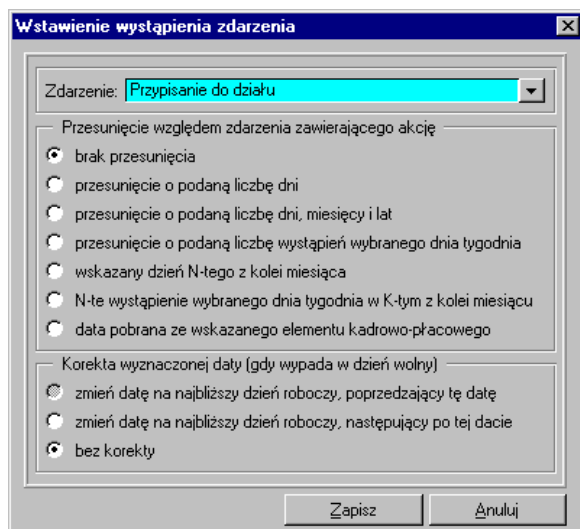 Wstawienie wystąpienia zdarzenia
Zdarzenie: Przypisanie do działu
Przesunięcie względem zdarzenia zawierającego akcję
brak przesunięcia
przesunięcie o podaną liczbę dni
przesunięcie o podaną liczbę dni, miesięcy i lat
przesunięcie o podaną liczbę wystąpień wybranego dnia tygodnia
wskazany dzień N-tego z kolei miesiąca
N-te wystąpienie wybranego dnia tygodnia w K-tym z kolei miesiącu
data pobrana ze wskazanego elementu kadrowo-płacowego
Korekta wyznaczonej daty (gdy wypada w dzień wolny)
zmień datę na najbliższy dzień roboczy, poprzedzający tę datę
zmień datę na najbliższy dzień roboczy, następujący po tej dacie
bez korekty
Zapisz Anuluj